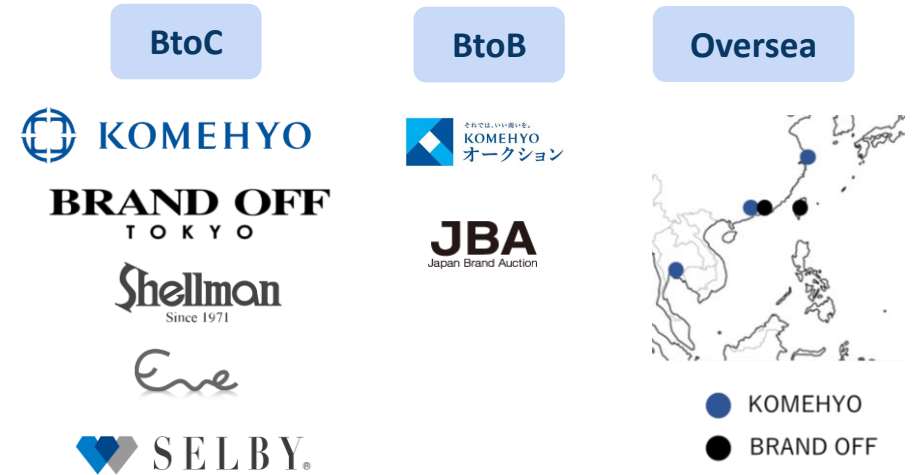 BtoC
BtoB
Oversea
KOMEHYO
BRAND OFF
TOKYO
Shellman
Since 1971
Eve
SELBY®
それでは、いい商いを。
KOMEHYO
オークション
JBA
Japan Brand Auction
KOMEHYO
BRAND OFF